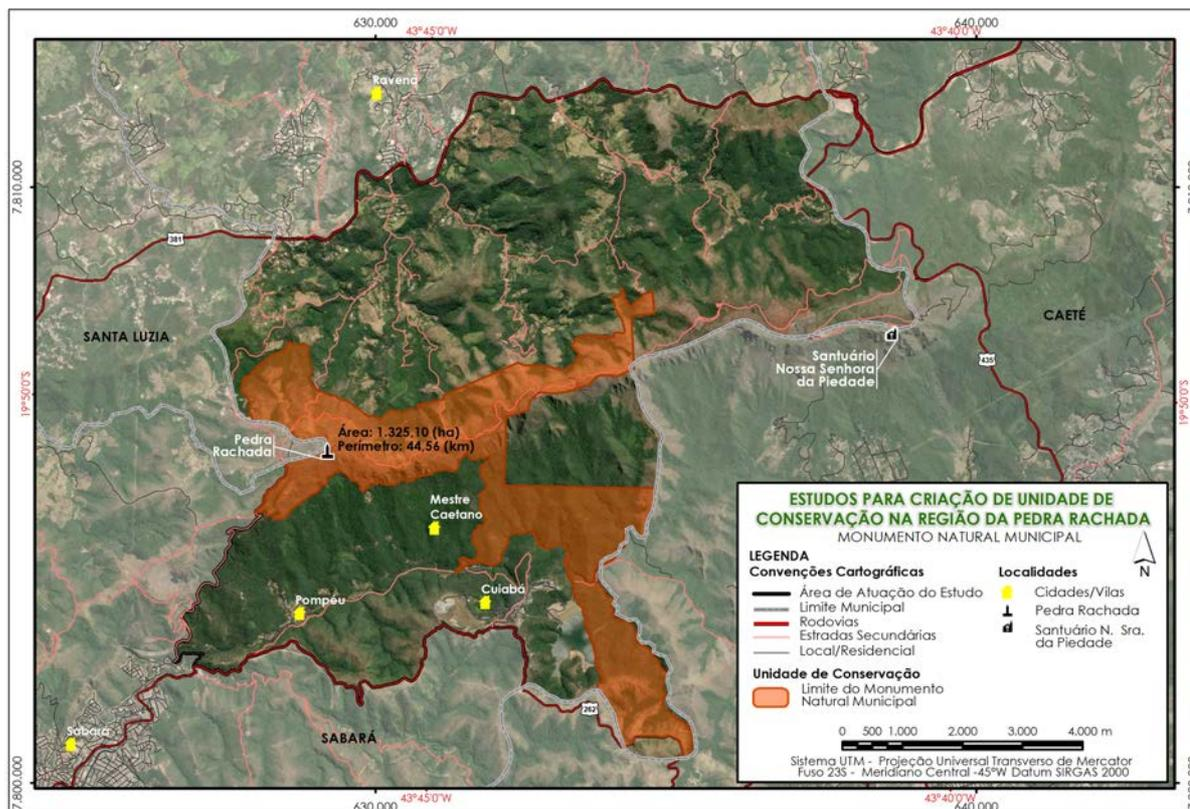 630.000
43°45'0"W
640.000
43°40'0"W
Ravena
7.810.000
381
SANTA LUZIA
CAETÉ
Santuário
Nossa Senhora
da Piedade
435
19°50'0"S
19°50'0"S
Área: 1.325,10 (ha)
Perímetro: 44,56 (km)
Pedra
Rachada
Mestre
Caetano
Cuiabá
Pompéu
262
SABARÁ
Sabará
7.800.000
630.000
43°45'0"W
43°40'0"W
640.000
ESTUDOS PARA CRIAÇÃO DE UNIDADE DE
CONSERVAÇÃO NA REGIÃO DA PEDRA RACHADA
MONUMENTO NATURAL MUNICIPAL
N
LEGENDA
Convenções Cartográficas
Área de Atuação do Estudo
Limite Municipal
Rodovias
Estradas Secundárias
Local/Residencial
Localidades
Cidades/Vilas
Pedra Rachada
Santuário N. Sra.
da Piedade
Unidade de Conservação
Limite do Monumento
Natural Municipal
0 500 1.000 2.000 3.000 4.000 m
Sistema UTM - Projeção Universal Transverso de Mercator
Fuso 23S - Meridiano Central -45°W Datum SIRGAS 2000